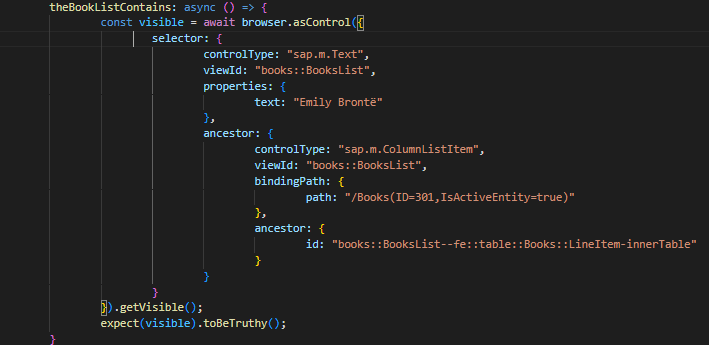 theBookListContains: async () => {
const visible = await browser.asControl({
selector: {
controlType: "sap.m.Text",
viewId: "books::BooksList",
properties: {
text: "Emily Brontë"
},
ancestor: {
controlType: "sap.m.ColumnListItem",
viewId: "books::BooksList",
bindingPath: {
path: "/Books(ID=301,IsActiveEntity=true)"
},
ancestor: {
id: "books::BooksList--fe::table::Books::LineItem-innerTable"
}
}
}
}).getVisible();
expect(visible).toBeTruthy();
}